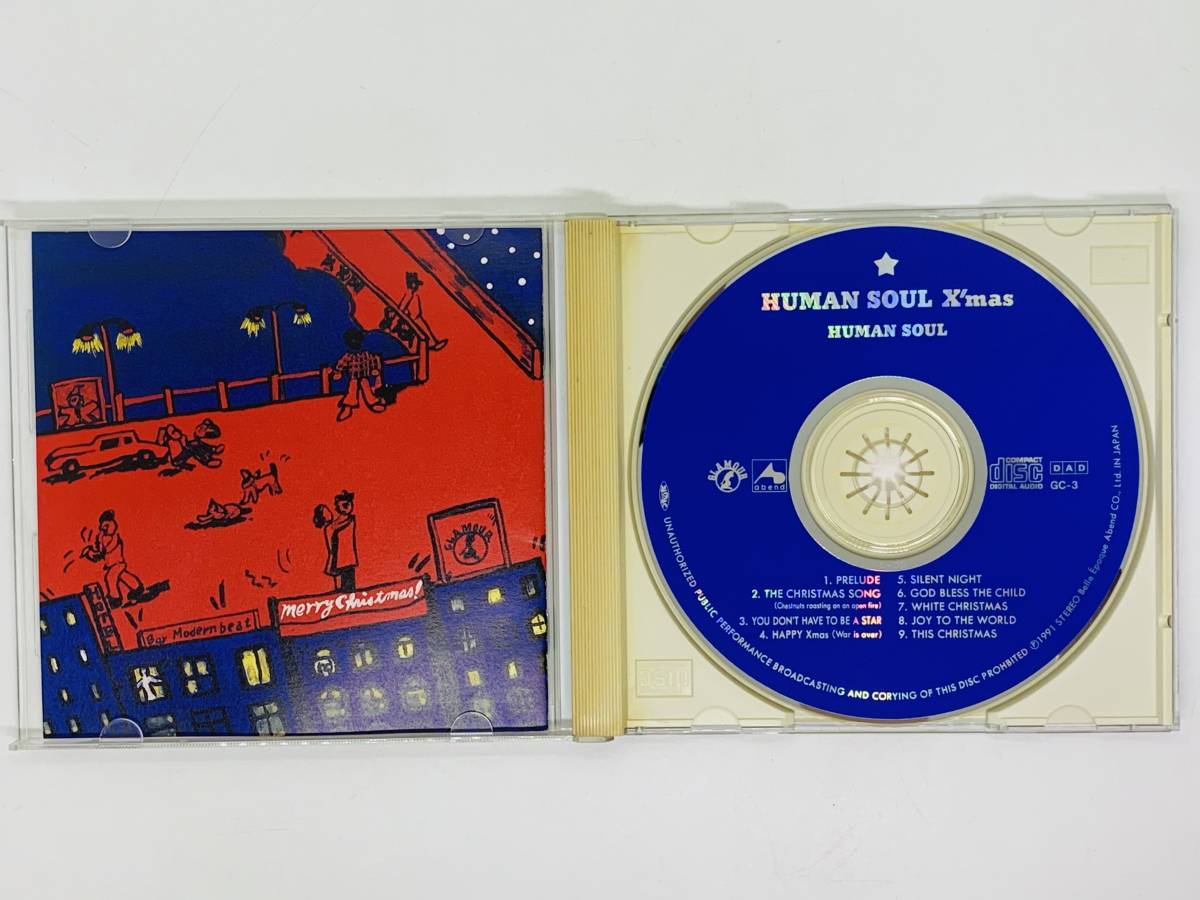 GLAMOUR
Bar Modernbeat
merry Christmas!
HUMAN SOUL X'mas
HUMAN SOUL
GLAMOUR
abend
COMPACT
disc
DIGITAL AUDIO
DAD
GC-3
1. PRELUDE
2. THE CHRISTMAS SONG
(Chestnuts roasting on an open fire)
3. YOU DON'T HAVE TO BE A STAR
4. HAPPY Xmas (War is over)
5. SILENT NIGHT
6. GOD BLESS THE CHILD
7. WHITE CHRISTMAS
8. JOY TO THE WORLD
9. THIS CHRISTMAS
UNAUTHORIZED PUBLIC PERFORMANCE BROADCASTING AND CORYING OF THIS DISC PROHIBITED ℗1991 STEREO Belle Époque Abend CO., Ltd. IN JAPAN